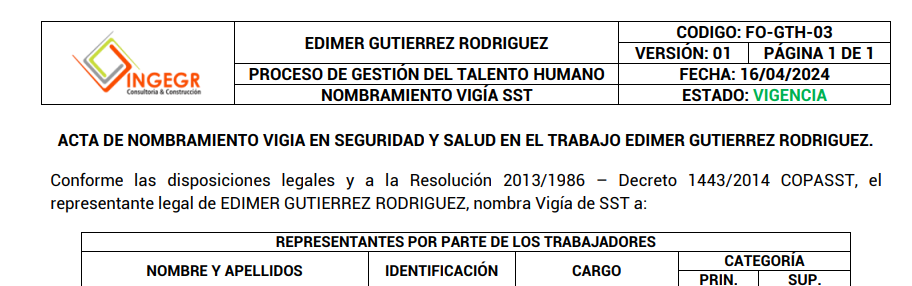 INGEGR
Consultoría & Construcción
EDIMER GUTIERREZ RODRIGUEZ
CODIGO: FO-GTH-03
VERSIÓN: 01 PÁGINA 1 DE 1
PROCESO DE GESTIÓN DEL TALENTO HUMANO
FECHA: 16/04/2024
NOMBRAMIENTO VIGÍA SST
ESTADO: VIGENCIA
ACTA DE NOMBRAMIENTO VIGIA EN SEGURIDAD Y SALUD EN EL TRABAJO EDIMER GUTIERREZ RODRIGUEZ.
Conforme las disposiciones legales y a la Resolución 2013/1986 – Decreto 1443/2014 COPASST, el
representante legal de EDIMER GUTIERREZ RODRIGUEZ, nombra Vigía de SST a:
REPRESENTANTES POR PARTE DE LOS TRABAJADORES
NOMBRE Y APELLIDOS IDENTIFICACIÓN CARGO CATEGORÍA
PRIN. SUP.